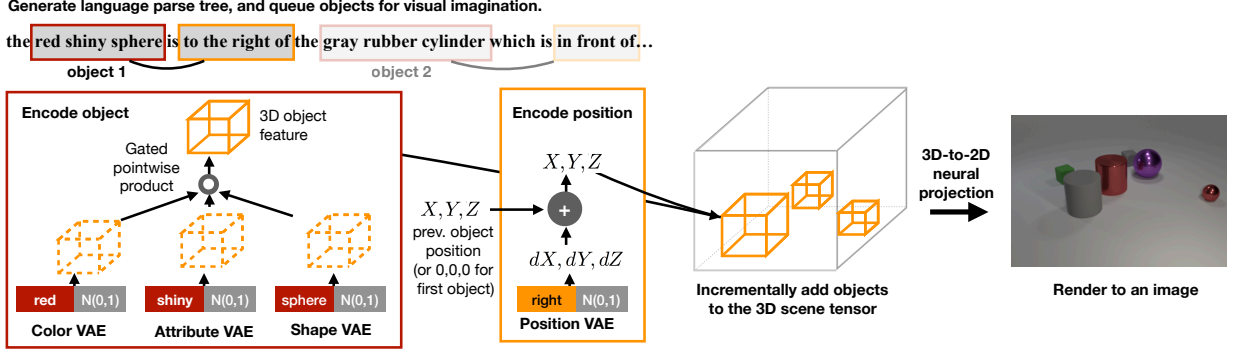 Generate language parse tree, and queue objects for visual imagination.
the red shiny sphere is to the right of the gray rubber cylinder which is in front of...
object 1
object 2
Encode object
3D object
feature
Gated
pointwise
product
red N(0,1)
shiny N(0,1)
sphere N(0,1)
Color VAE
Attribute VAE
Shape VAE
X, Y, Z
prev. object
position
(or 0,0,0 for
first object)
Encode position
X, Y, Z
+
dX, dY, dZ
right N(0,1)
Position VAE
Incrementally add objects
to the 3D scene tensor
3D-to-2D
neural
projection
Render to an image